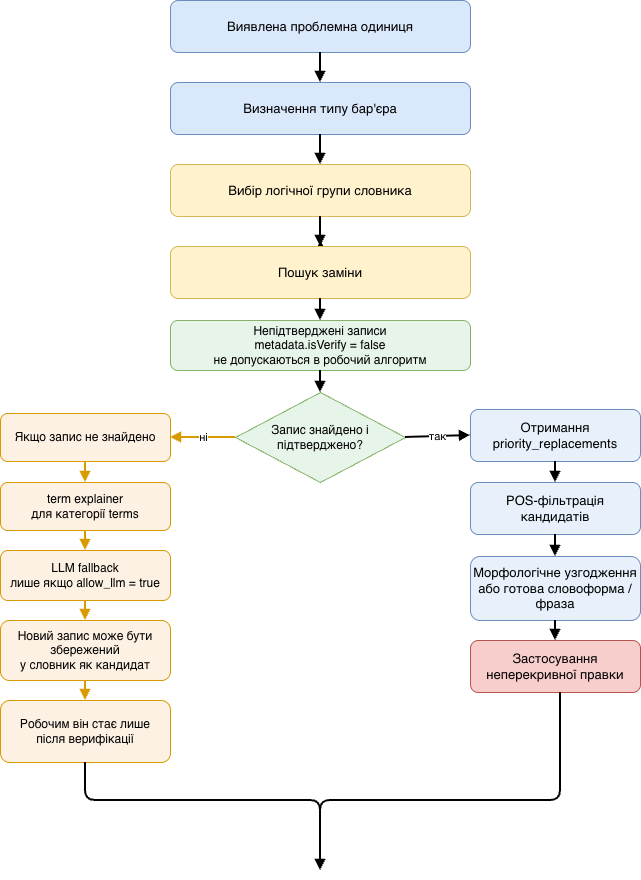 Виявлена проблемна одиниця
Визначення типу бар'єра
Вибір логічної групи словника
Пошук заміни
Непідтверджені записи
metadata.isVerify = false
не допускаються в робочий алгоритм
Запис знайдено і
підтверджено?
ні
так
Якщо запис не знайдено
term explainer
для категорії terms
LLM fallback
лише якщо allow_llm = true
Новий запис може бути
збережений
у словник як кандидат
Робочим він стає лише
після верифікації
Отримання
priority_replacements
POS-фільтрація
кандидатів
Морфологічне узгодження
або готова словоформа /
фраза
Застосування
неперекривної правки